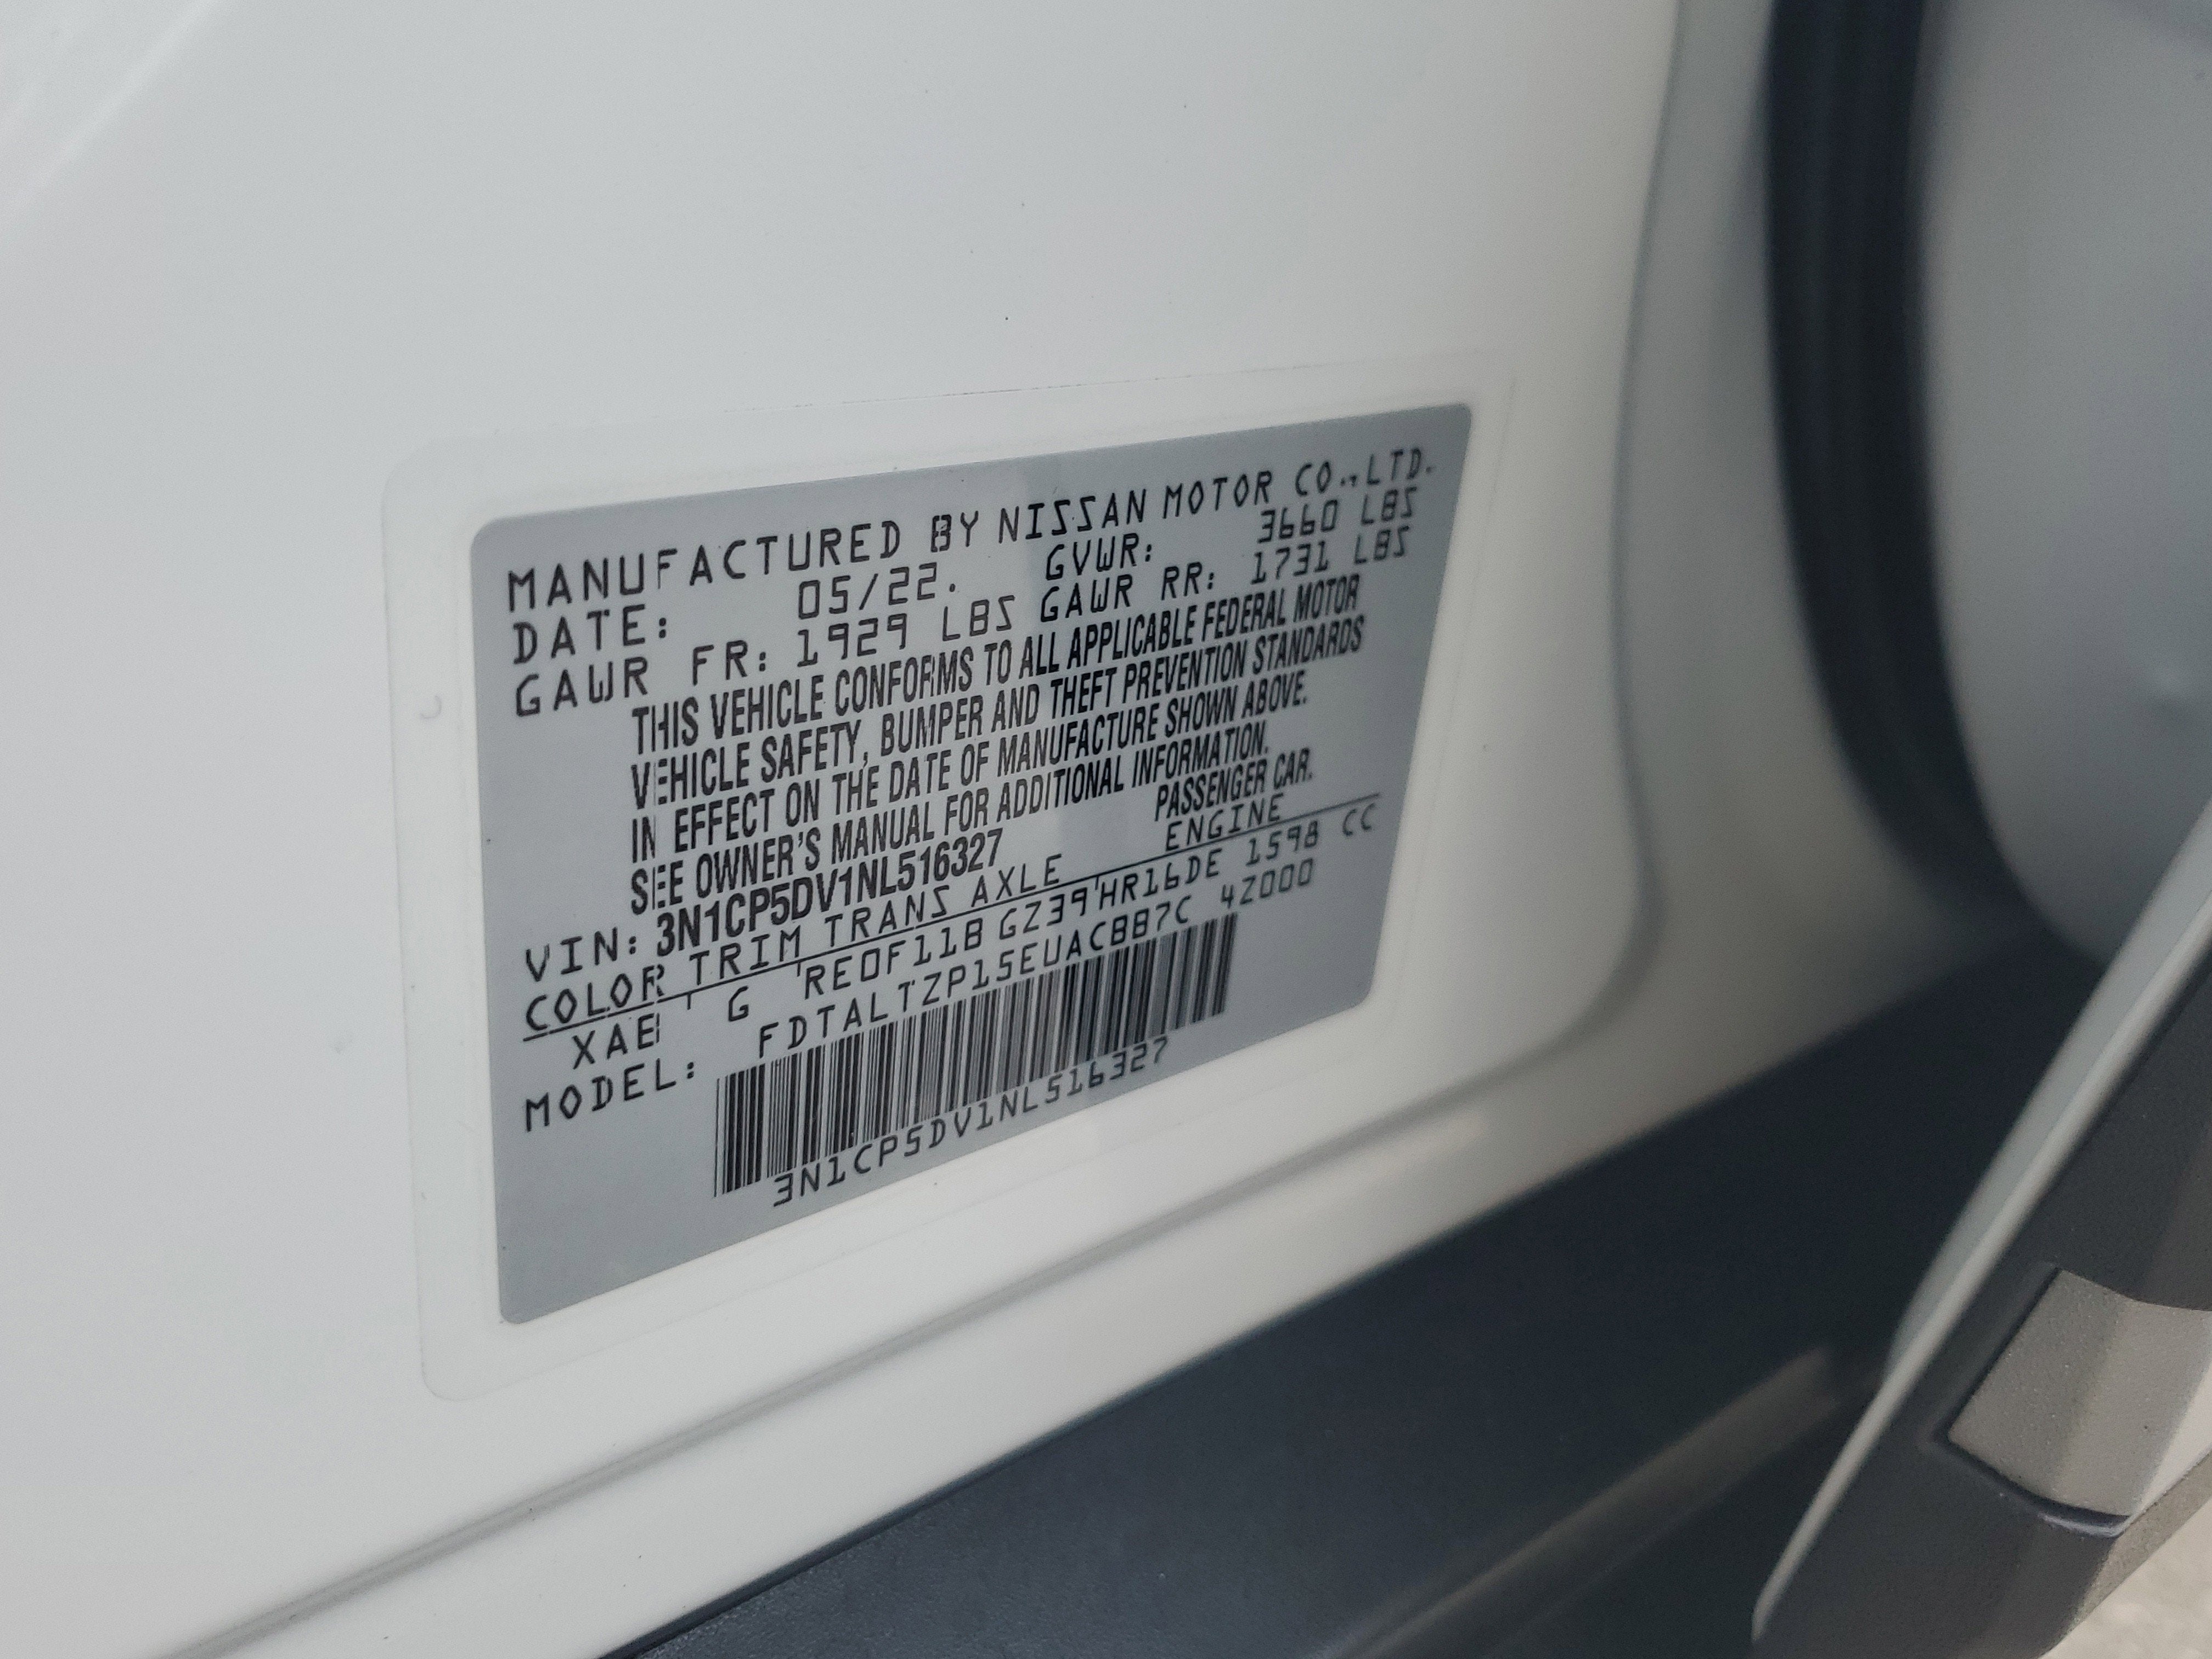 MANUFACTURED BY NISSAN MOTOR CO.,LTD.
DATE: 05/22. GVWR: 3660 LBS
GAWR FR: 1929 LBS GAWR RR: 1731 LBS
THIS VEHICLE CONFORMS TO ALL APPLICABLE FEDERAL MOTOR
VEHICLE SAFETY, BUMPER AND THEFT PREVENTION STANDARDS
IN EFFECT ON THE DATE OF MANUFACTURE SHOWN ABOVE.
SEE OWNER'S MANUAL FOR ADDITIONAL INFORMATION.
VIN: 3N1CP5DV1NL516327 PASSENGER CAR.
COLOR TRIM TRANS AXLE ENGINE
XAE G RE0F11B GZ39 HR16DE 1598 CC
MODEL: FDTALTZP15EUACBB7C 4Z000
3N1CP5DV1NL516327